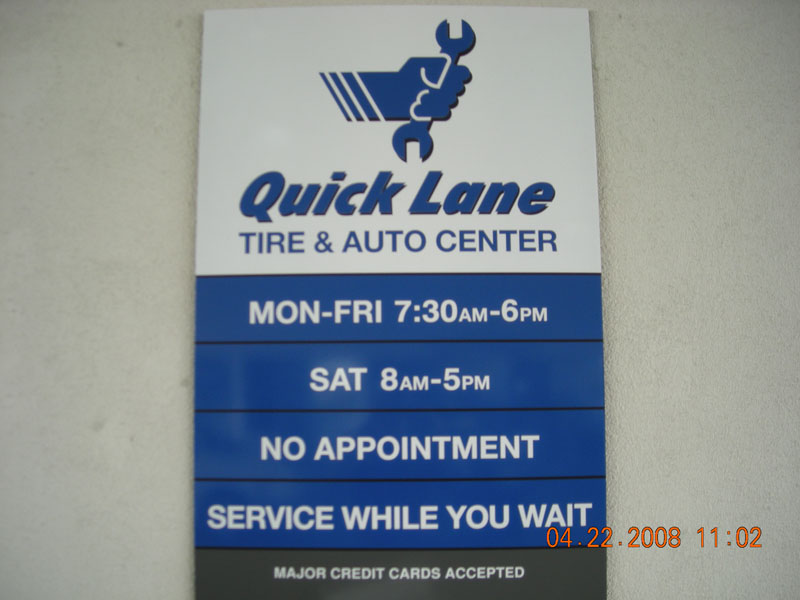 Quick Lane
TIRE & AUTO CENTER
MON-FRI 7:30AM-6PM
SAT 8AM-5PM
NO APPOINTMENT
SERVICE WHILE YOU WAIT
04.22.2008 11:02
MAJOR CREDIT CARDS ACCEPTED